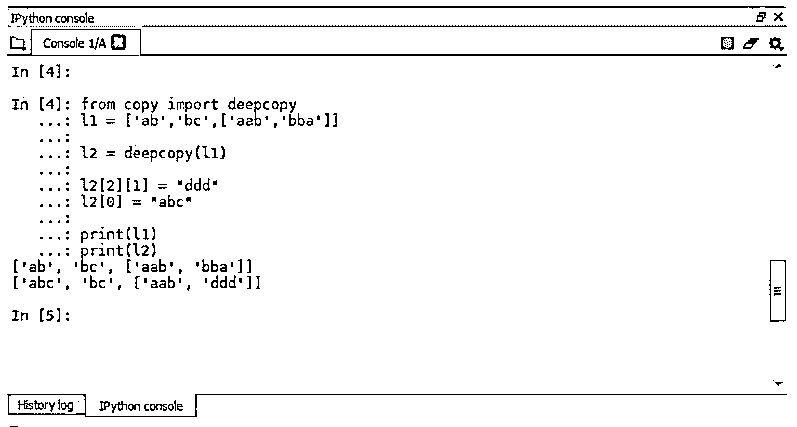 IPython console
Console 1/A
In [4]:
In [4]: from copy import deepcopy
...: l1 = ['ab','bc',['aab','bba']]
...:
...: l2 = deepcopy(l1)
...:
...: l2[2][1] = "ddd"
...: l2[0] = "abc"
...:
...: print(l1)
...: print(l2)
['ab', 'bc', ['aab', 'bba']]
['abc', 'bc', ['aab', 'ddd']]
In [5]:
History log IPython console